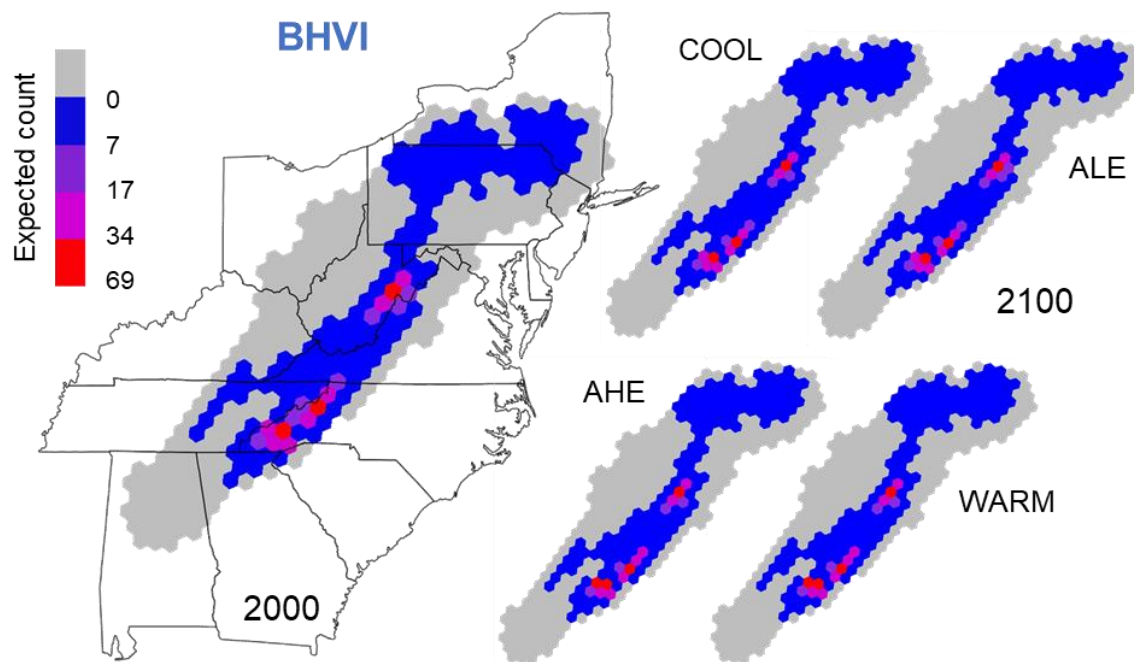 BHVI
Expected count
0
7
17
34
69
2000
COOL
ALE
2100
AHE
WARM